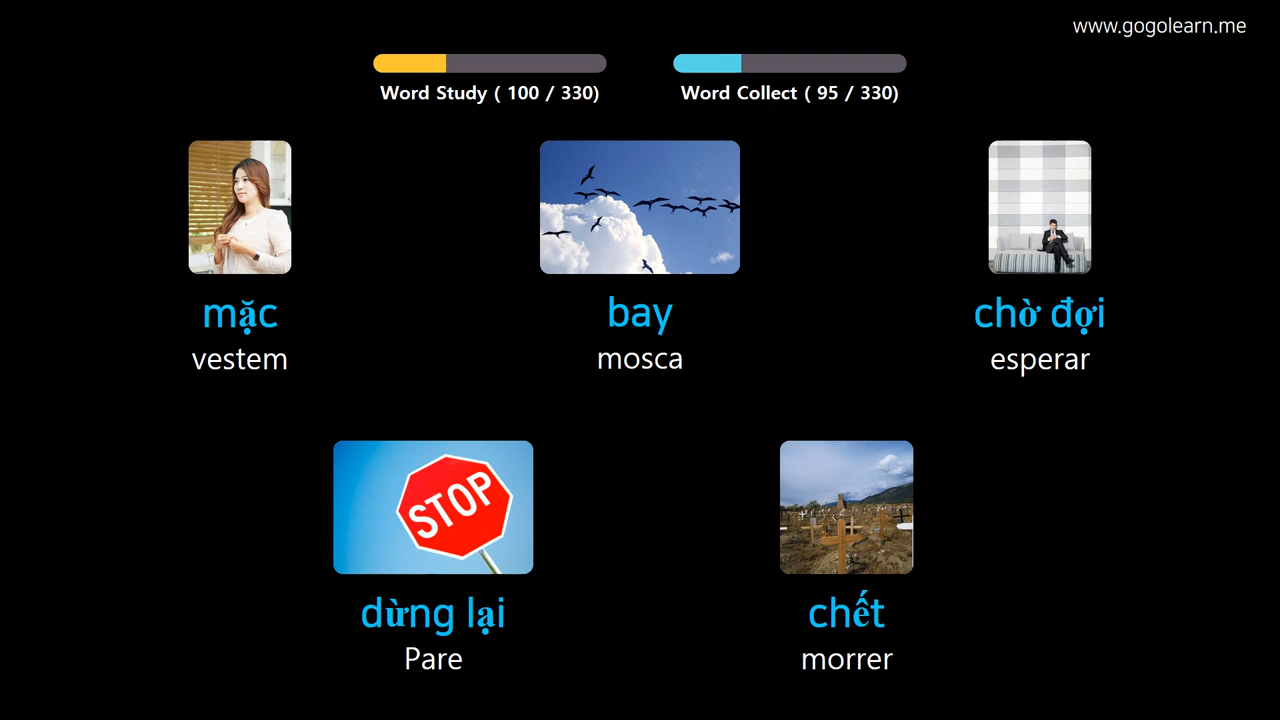 www.gogolearn.me
Word Study ( 100 / 330)
Word Collect ( 95 / 330)
mặc
vestem
bay
mosca
chờ đợi
esperar
STOP
dừng lại
Pare
chết
morrer